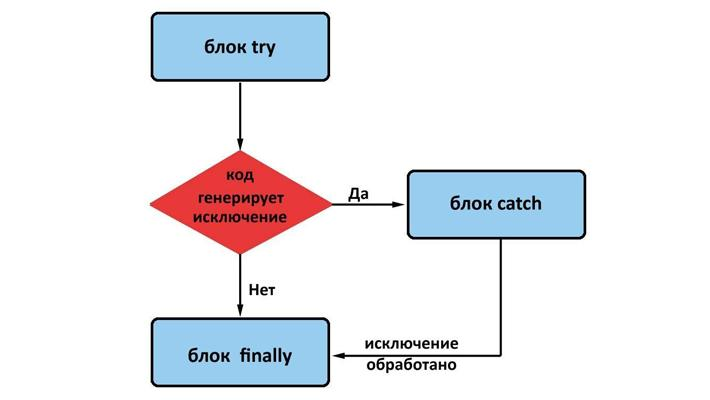 блок try
код
генерирует
исключение
Да
блок catch
Нет
исключение
обработано
блок finally